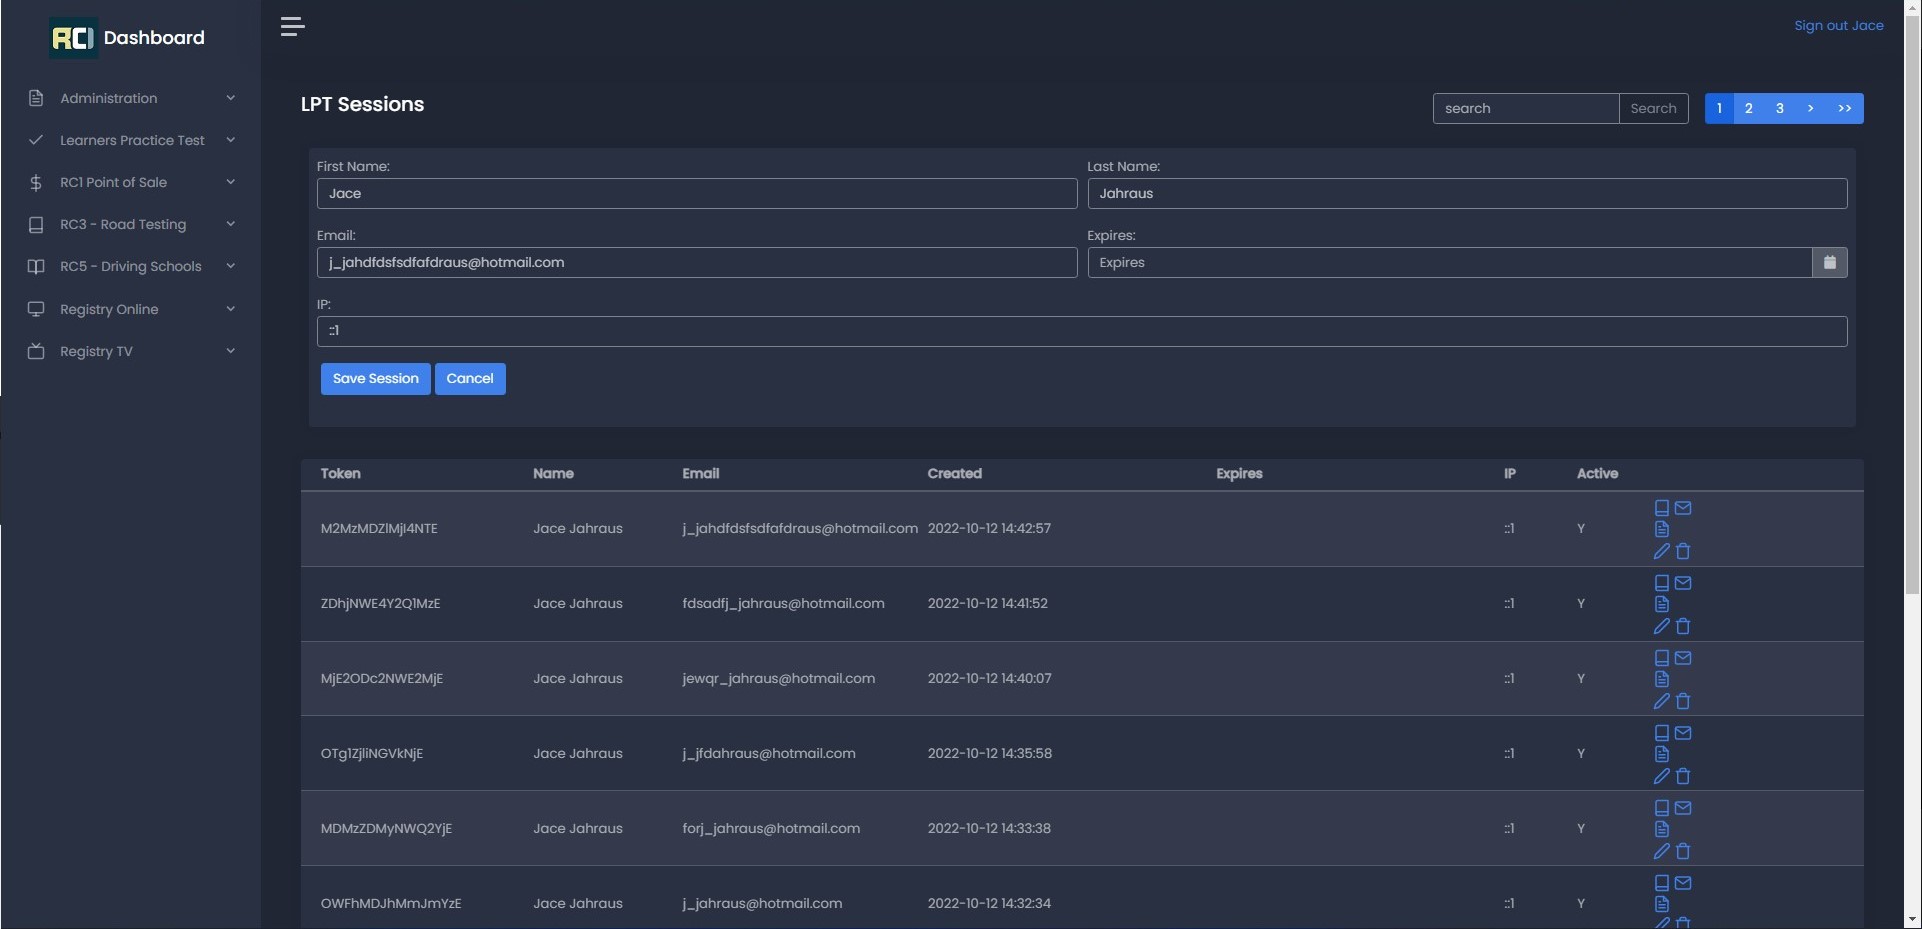 RCI Dashboard
Sign out Jace
Administration
Learners Practice Test
RC1 Point of Sale
RC3 - Road Testing
RC5 - Driving Schools
Registry Online
Registry TV
LPT Sessions
search Search 1 2 3 > >>
First Name: Last Name:
Jace Jahraus
Email: Expires:
j_jahdfdsfsdfafdraus@hotmail.com Expires
IP:
::1
Save Session Cancel
Token Name Email Created Expires IP Active
M2MzMDZlMjI4NTE Jace Jahraus j_jahdfdsfsdfafdraus@hotmail.com 2022-10-12 14:42:57 ::1 Y
ZDhjNWE4Y2Q1MzE Jace Jahraus fdsadfj_jahraus@hotmail.com 2022-10-12 14:41:52 ::1 Y
MjE2ODc2NWE2MjE Jace Jahraus jewqr_jahraus@hotmail.com 2022-10-12 14:40:07 ::1 Y
OTg1ZjliNGVkNjE Jace Jahraus j_jfdahraus@hotmail.com 2022-10-12 14:35:58 ::1 Y
MDMzZDMyNWQ2YjE Jace Jahraus forj_jahraus@hotmail.com 2022-10-12 14:33:38 ::1 Y
OWFhMDJhMmJmYzE Jace Jahraus j_jahraus@hotmail.com 2022-10-12 14:32:34 ::1 Y